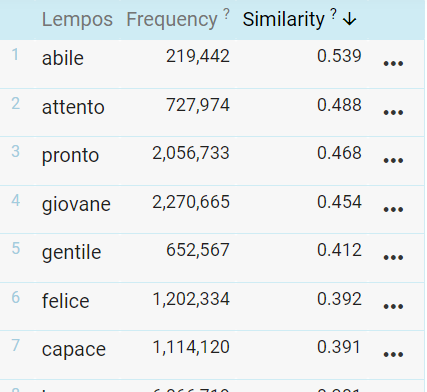 Lempos Frequency ? Similarity ? ↓
1 abile 219,442 0.539 •••
2 attento 727,974 0.488 •••
3 pronto 2,056,733 0.468 •••
4 giovane 2,270,665 0.454 •••
5 gentile 652,567 0.412 •••
6 felice 1,202,334 0.392 •••
7 capace 1,114,120 0.391 •••